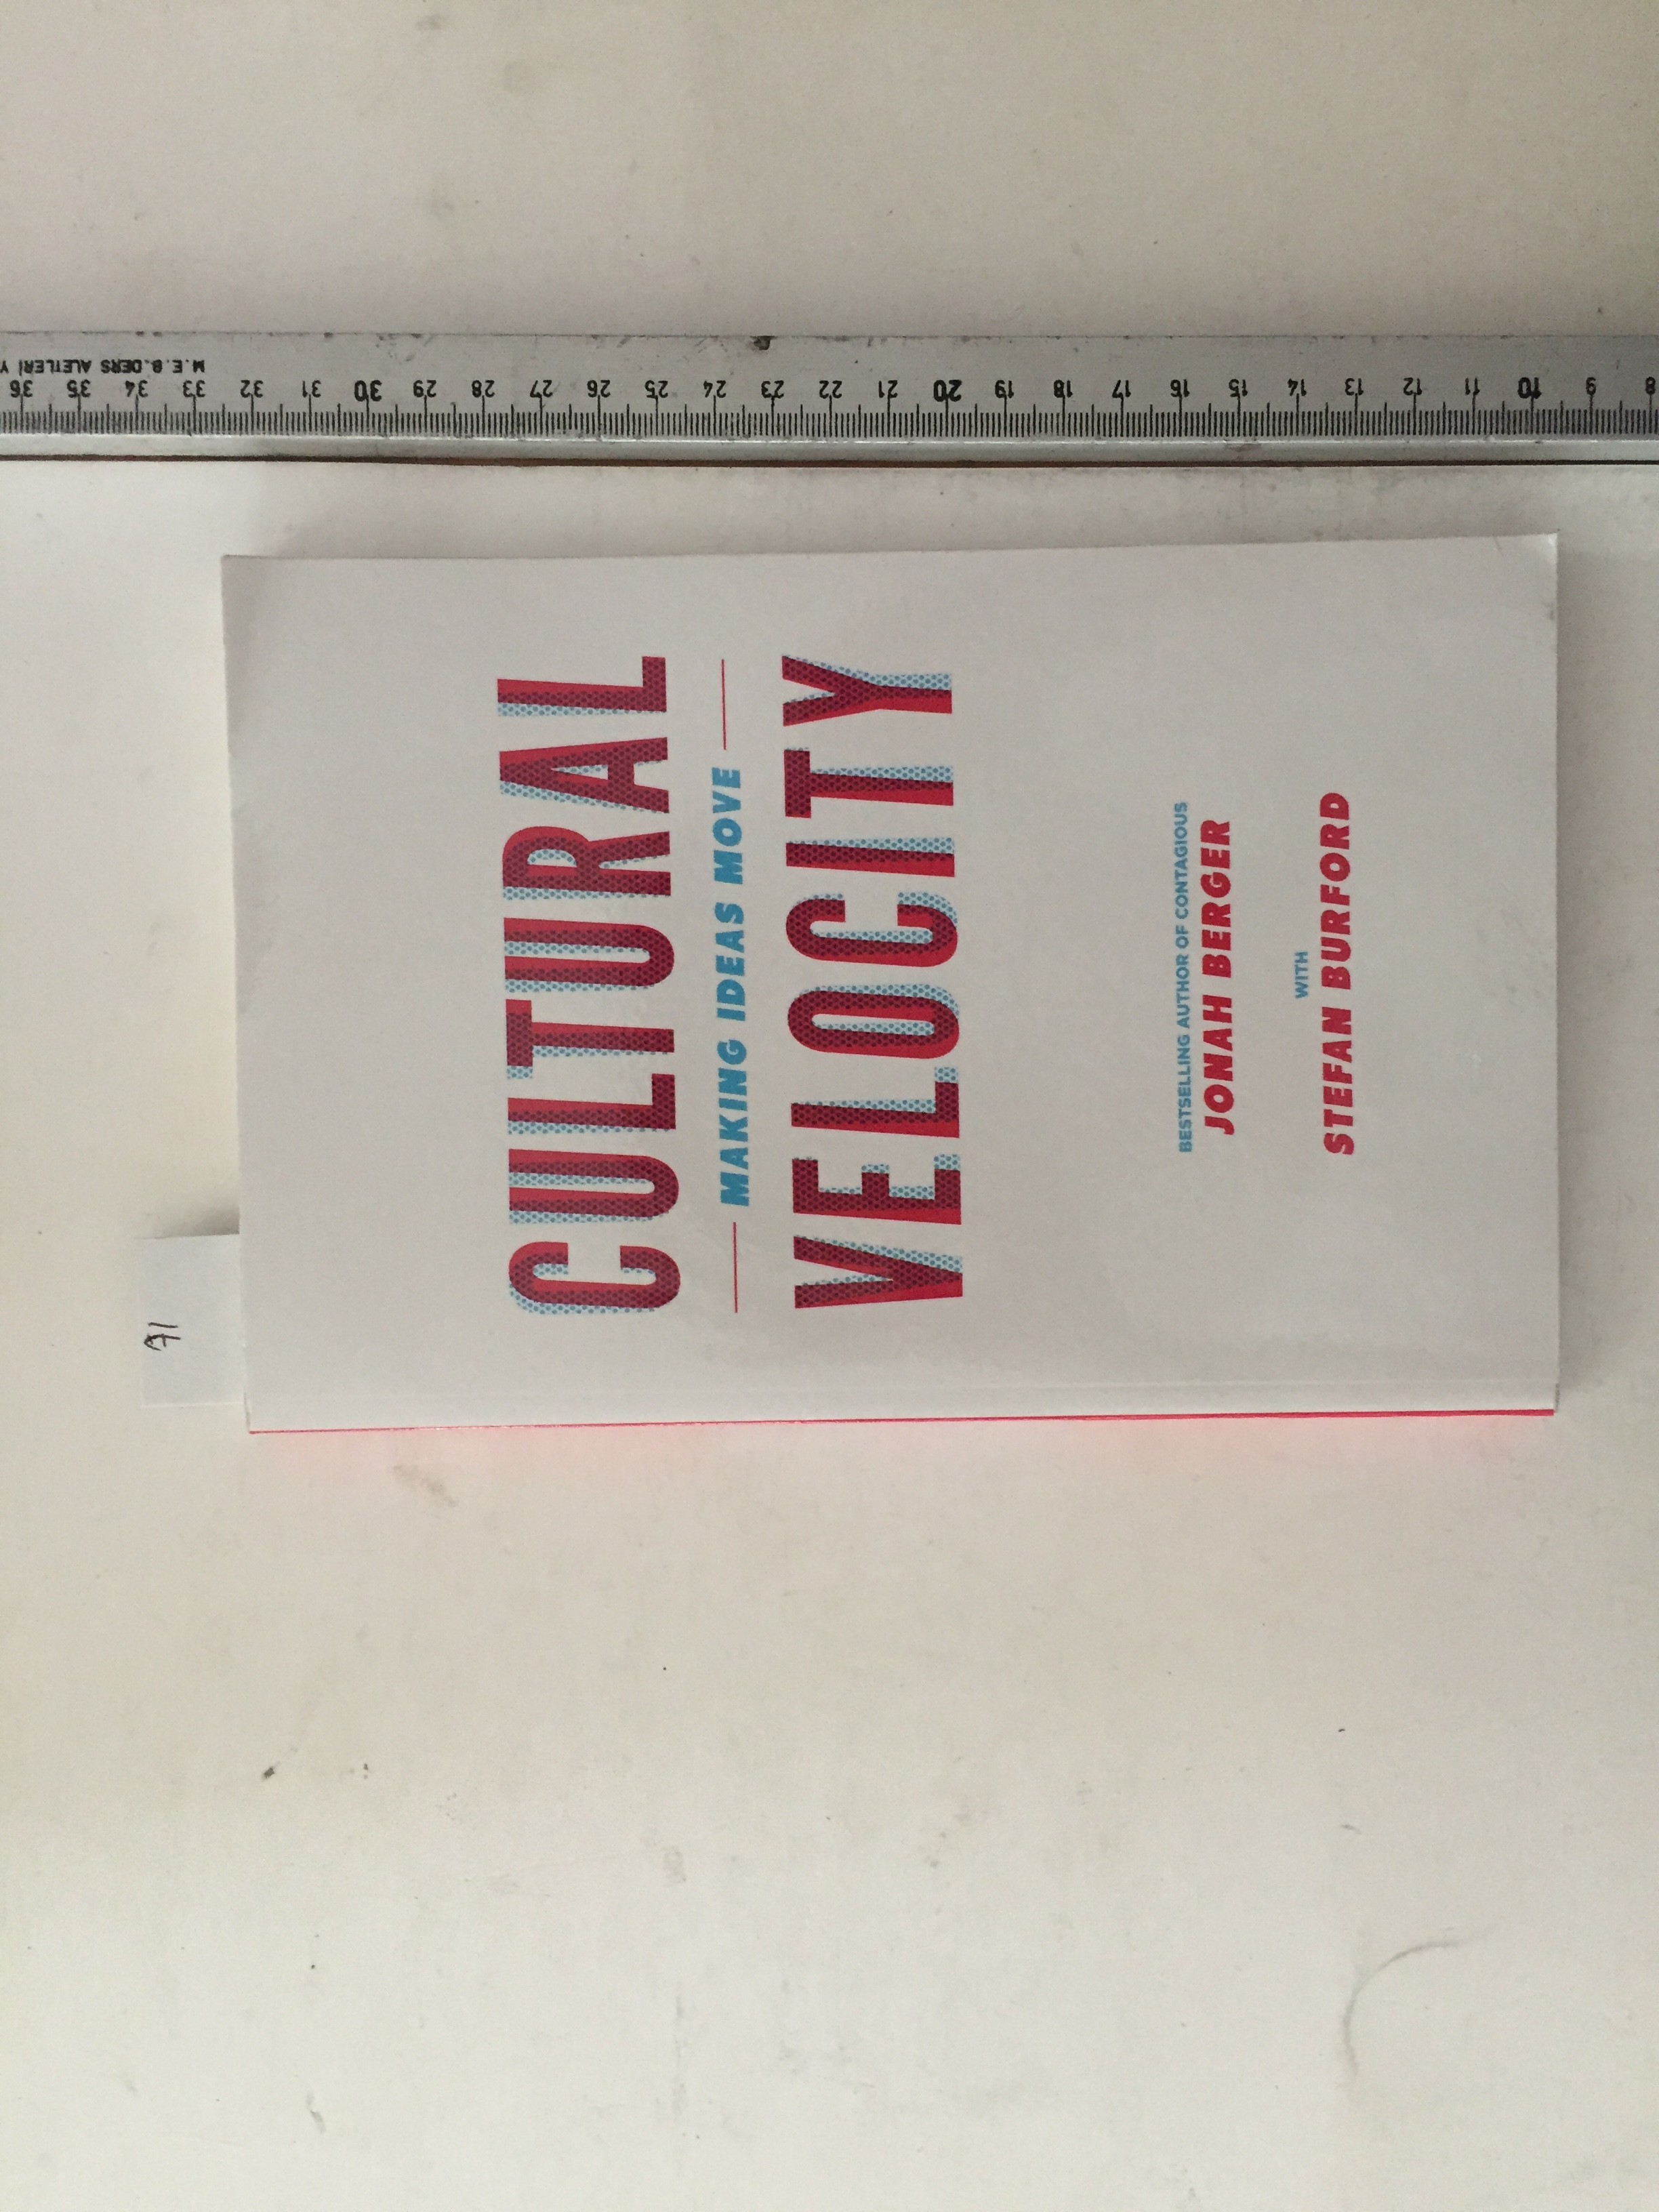 CULTURAL
MAKING IDEAS MOVE
VELOCITY
BESTSELLING AUTHOR OF CONTAGIOUS
JONAH BERGER
WITH
STEFAN BURFORD
M.E.B. DERS ALETLERİ Y
8 9 10 11 12 13 14 15 16 17 18 19 20 21 22 23 24 25 26 27 28 29 30 31 32 33 34 35 36